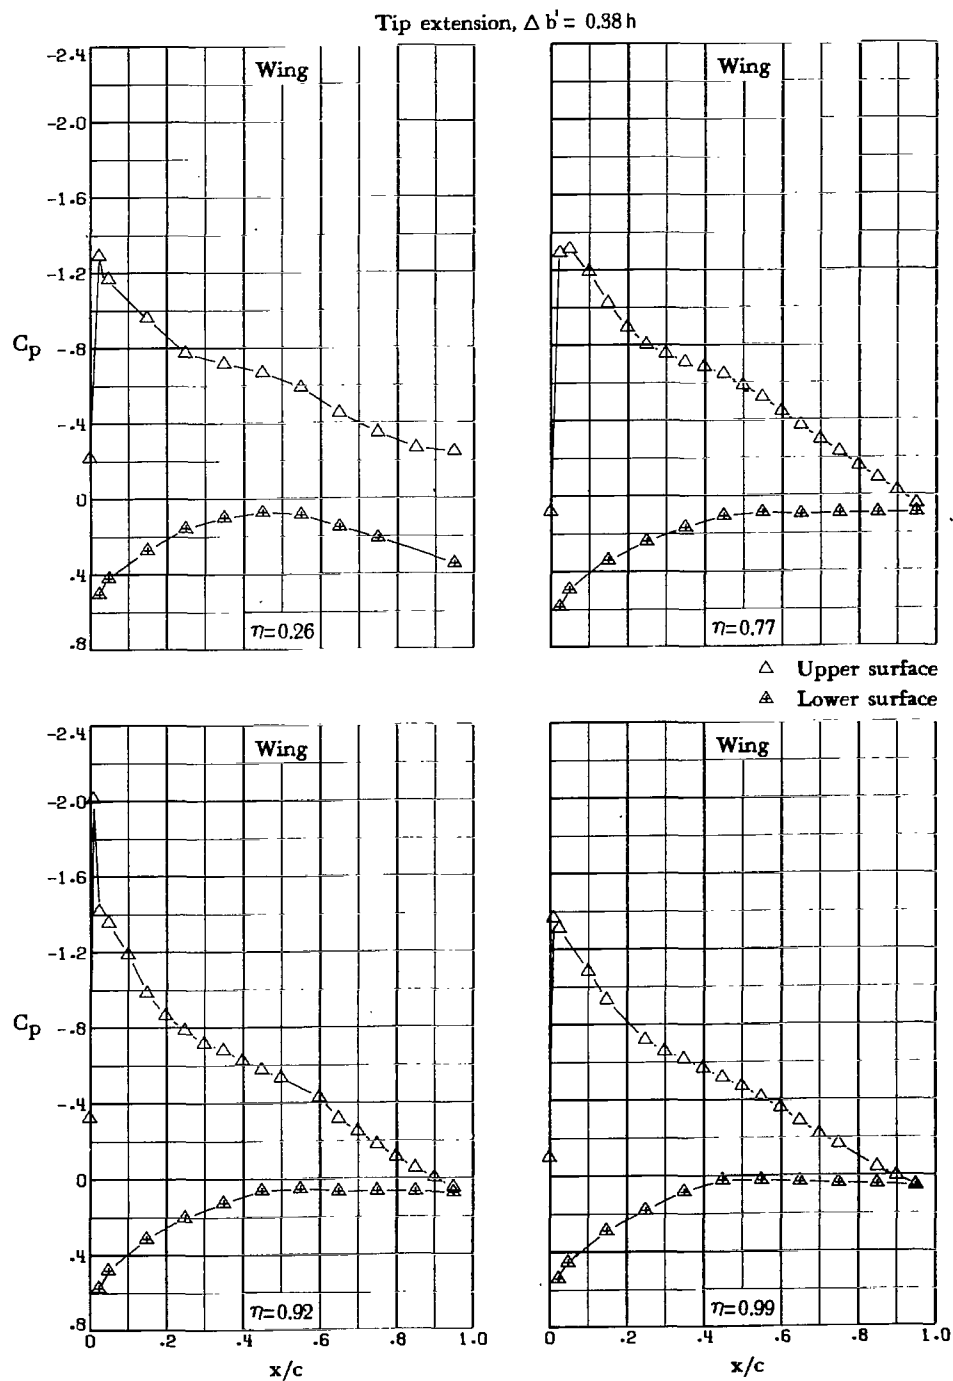 Tip extension, Δ b' = 0.38 h
Wing
Wing
-2.4
-2.0
-1.6
-1.2
-.8
-.4
0
.4
.8
Cp
η=0.26
η=0.77
Upper surface
Lower surface
Wing
Wing
-2.4
-2.0
-1.6
-1.2
-.8
-.4
0
.4
.8
Cp
η=0.92
η=0.99
0 .2 .4 .6 .8 1.0
0 .2 .4 .6 .8 1.0
x/c
x/c